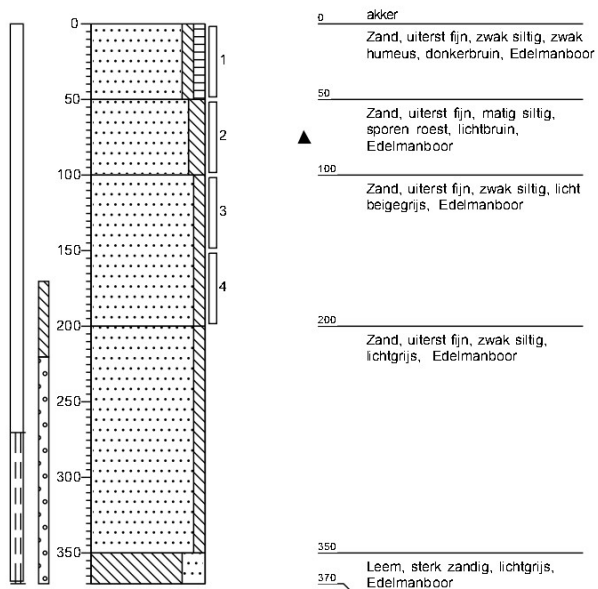 0
50
100
150
200
250
300
350
1
2
3
4
0 akker
Zand, uiterst fijn, zwak siltig, zwak
humeus, donkerbruin, Edelmanboor
50
Zand, uiterst fijn, matig siltig,
sporen roest, lichtbruin,
Edelmanboor
100
Zand, uiterst fijn, zwak siltig, licht
beigegrijs, Edelmanboor
200
Zand, uiterst fijn, zwak siltig,
lichtgrijs, Edelmanboor
350
Leem, sterk zandig, lichtgrijs,
Edelmanboor
370